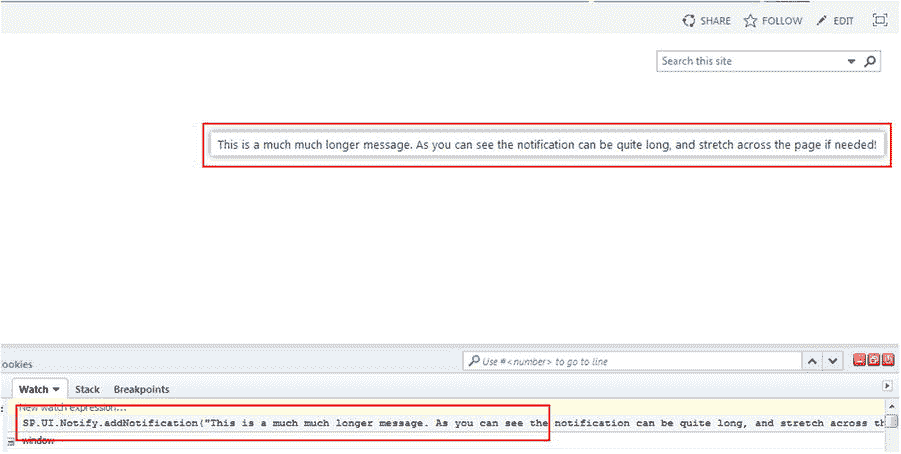 SHARE FOLLOW EDIT
Search this site
This is a much much longer message. As you can see the notification can be quite long, and stretch across the page if needed!
ookies
Use #<number> to go to line
Watch Stack Breakpoints
New watch expression...
SP.UI.Notify.addNotification("This is a much much longer message. As you can see the notification can be quite long, and stretch across th
window